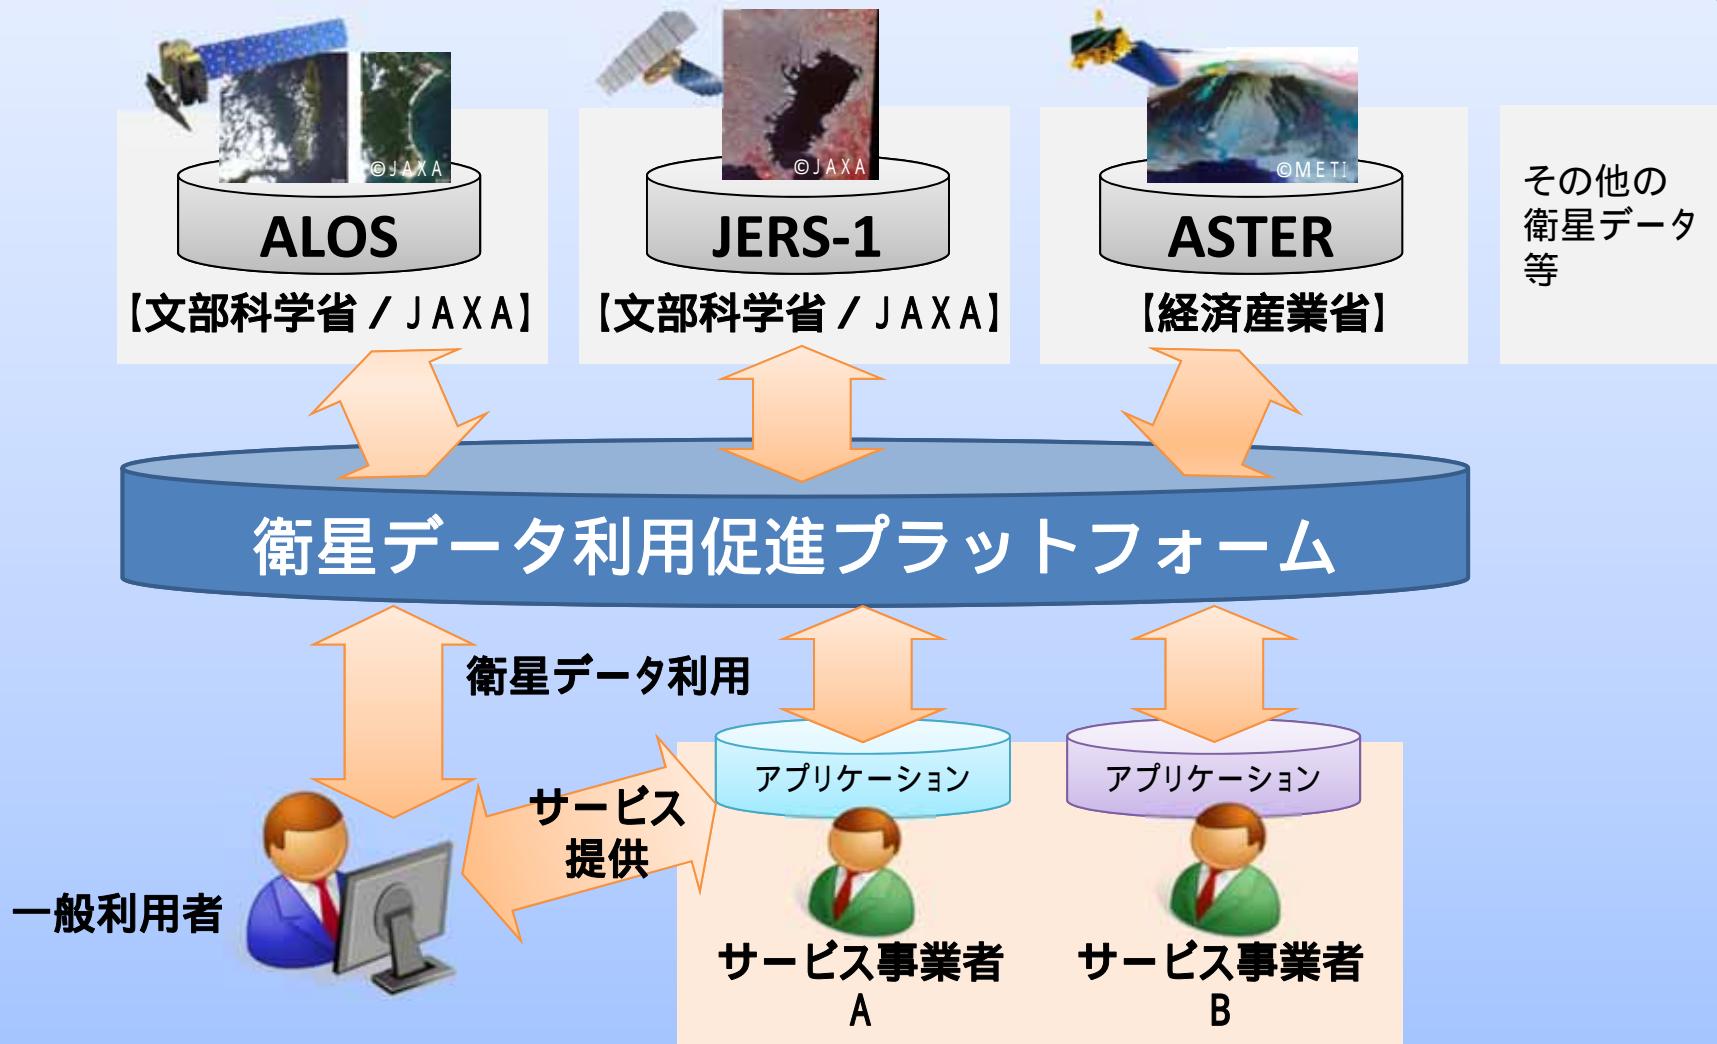 ©JAXA
©JAXA
©METI
ALOS
JERS-1
ASTER
【文部科学省/JAXA】
【文部科学省/JAXA】
【経済産業省】
その他の
衛星データ
等
衛星データ利用促進プラットフォーム
衛星データ利用
アプリケーション
アプリケーション
サービス
提供
一般利用者
サービス事業者
A
サービス事業者
B